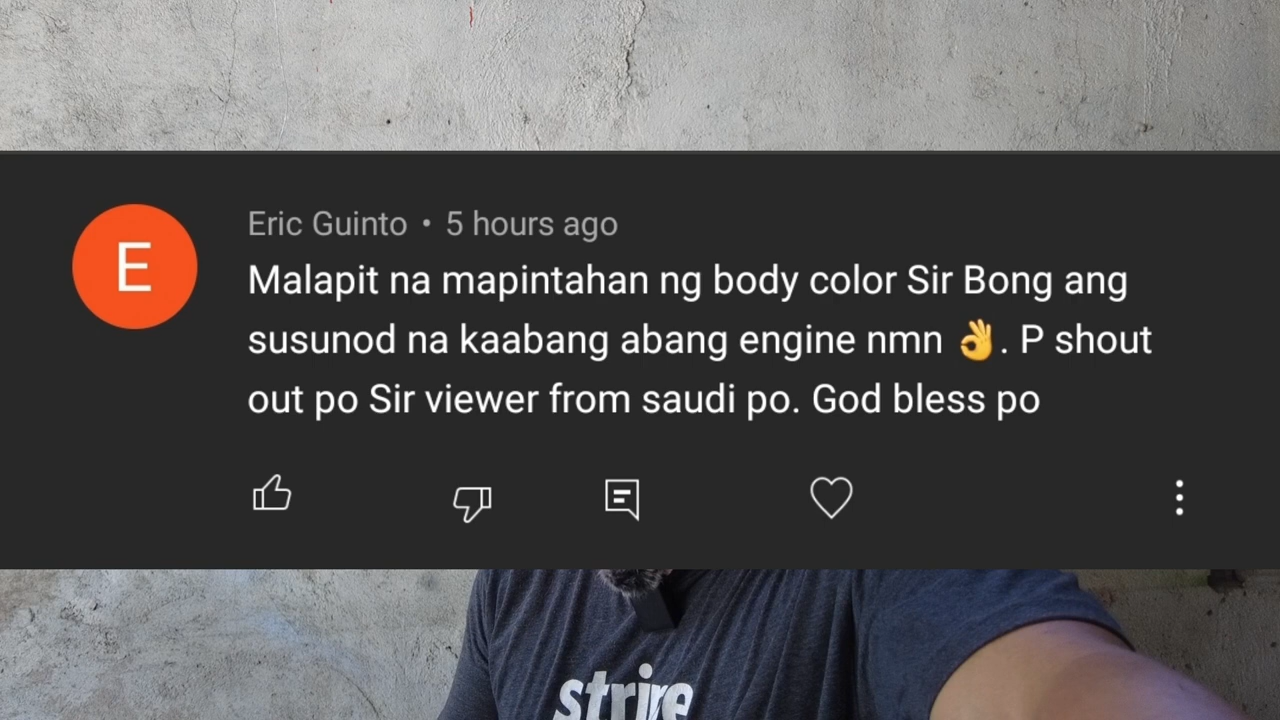 E
Eric Guinto • 5 hours ago
Malapit na mapintahan ng body color Sir Bong ang
susunod na kaabang abang engine nmn 👌. P shout
out po Sir viewer from saudi po. God bless po